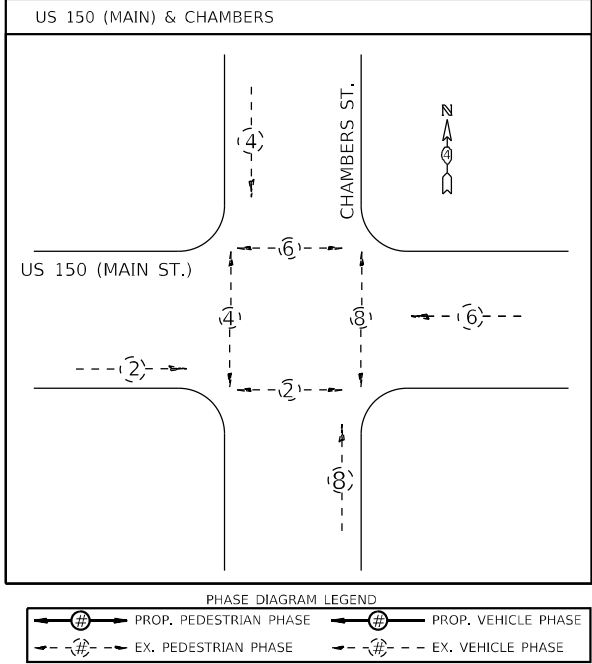 US 150 (MAIN) & CHAMBERS
4
CHAMBERS ST.
N
4
6
US 150 (MAIN ST.)
4
8
6
2
2
8
PHASE DIAGRAM LEGEND
# PROP. PEDESTRIAN PHASE # PROP. VEHICLE PHASE
# EX. PEDESTRIAN PHASE # EX. VEHICLE PHASE